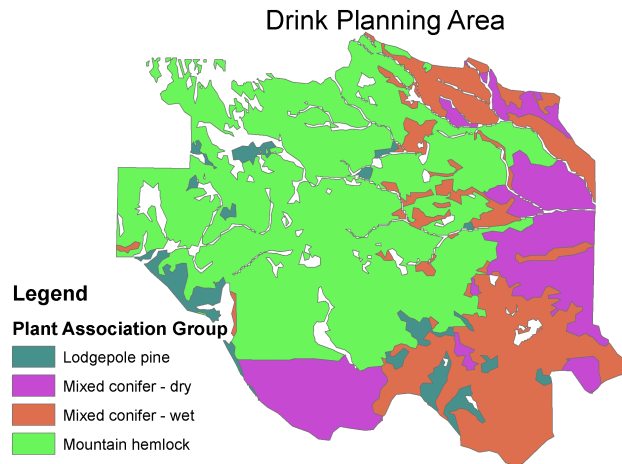 Drink Planning Area
Legend
Plant Association Group
Lodgepole pine
Mixed conifer - dry
Mixed conifer - wet
Mountain hemlock